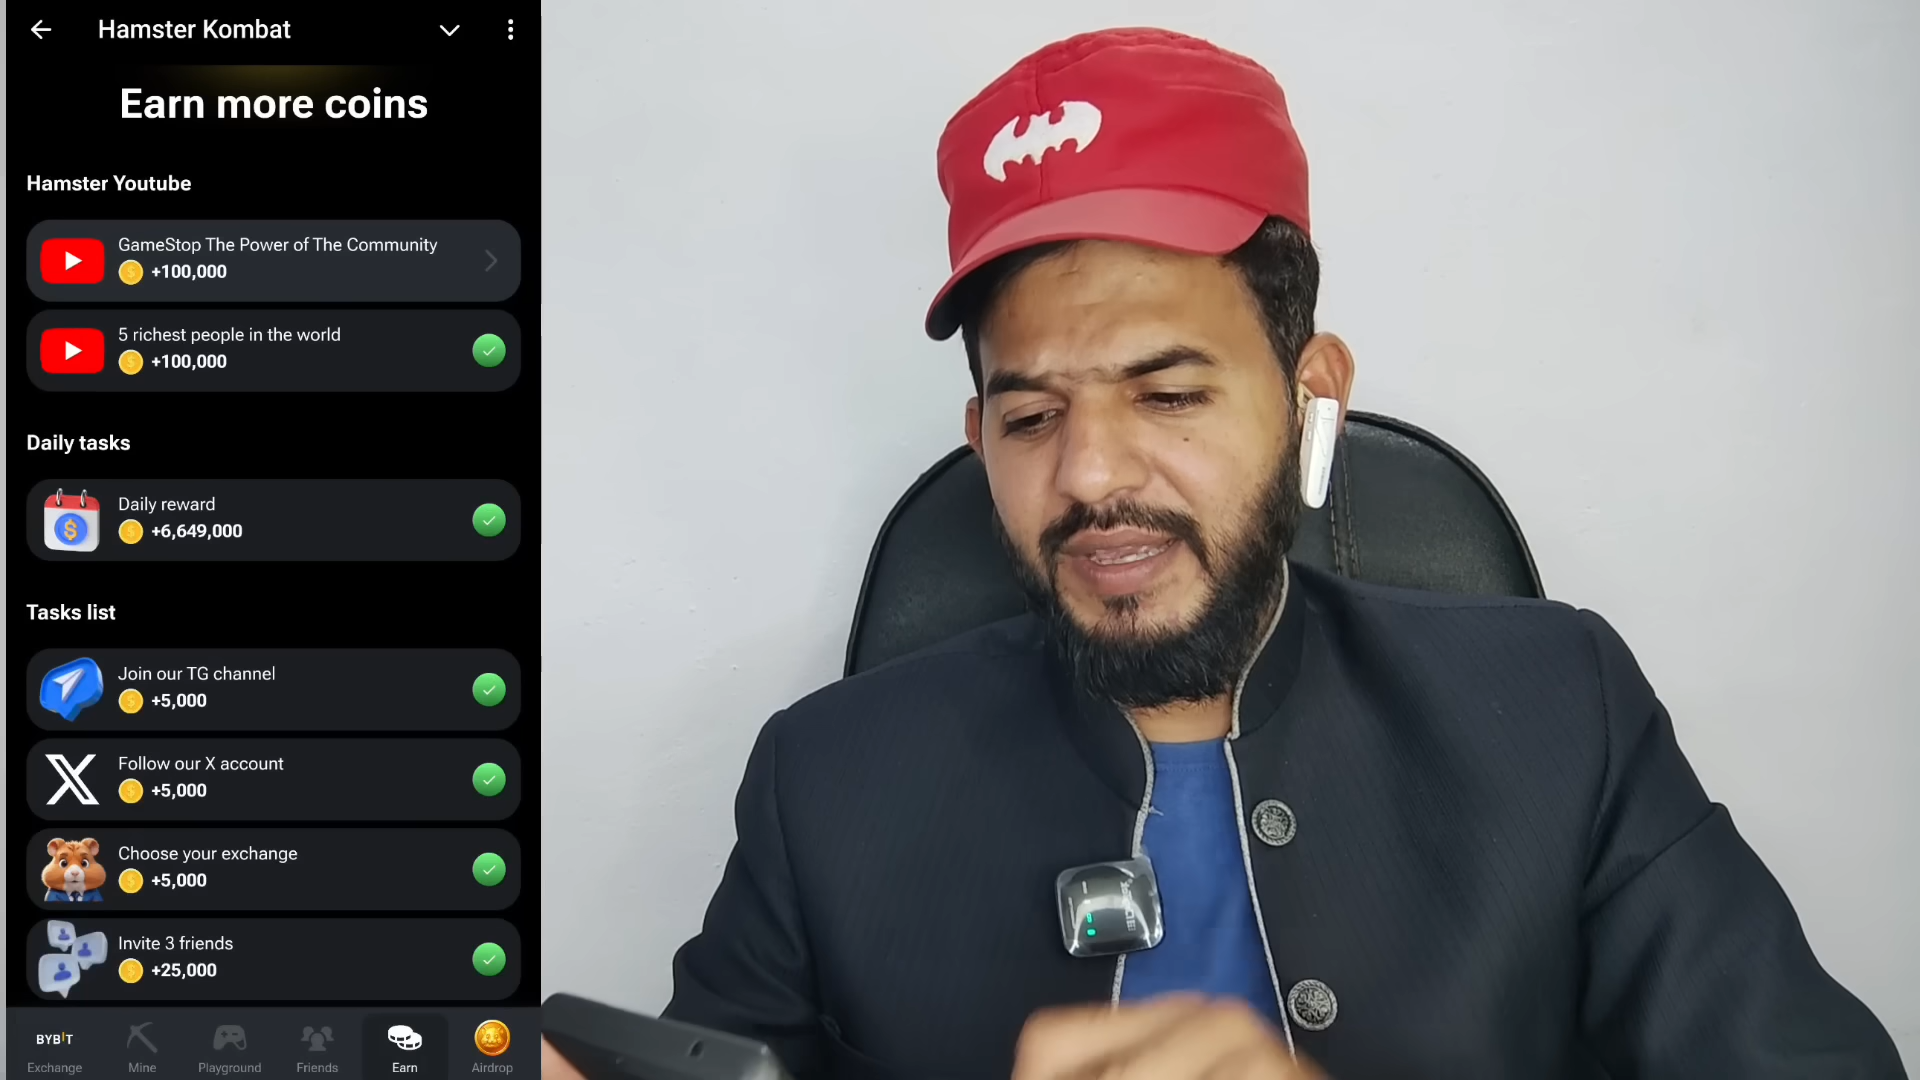 Hamster Kombat
Earn more coins
Hamster Youtube
GameStop The Power of The Community
+100,000
5 richest people in the world
+100,000
Daily tasks
Daily reward
+6,649,000
Tasks list
Join our TG channel
+5,000
Follow our X account
+5,000
Choose your exchange
+5,000
Invite 3 friends
+25,000
BYBIT
Exchange
Mine
Playground
Friends
Earn
Airdrop